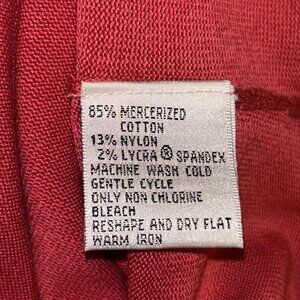 85% MERCERIZED
COTTON
13% NYLON
2% LYCRA® SPANDEX
MACHINE WASH COLD
GENTLE CYCLE
ONLY NON CHLORINE
BLEACH
RESHAPE AND DRY FLAT
WARM IRON